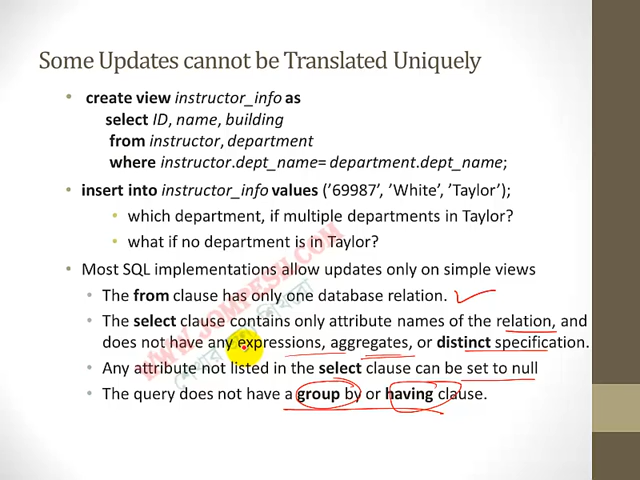 Some Updates cannot be Translated Uniquely
• create view instructor_info as
select ID, name, building
from instructor, department
where instructor.dept_name= department.dept_name;
• insert into instructor_info values ('69987', 'White', 'Taylor');
• which department, if multiple departments in Taylor?
• what if no department is in Taylor?
• Most SQL implementations allow updates only on simple views
• The from clause has only one database relation.
• The select clause contains only attribute names of the relation, and
does not have any expressions, aggregates, or distinct specification.
• Any attribute not listed in the select clause can be set to null
• The query does not have a group by or having clause.
WWW.JOMPESH.COM